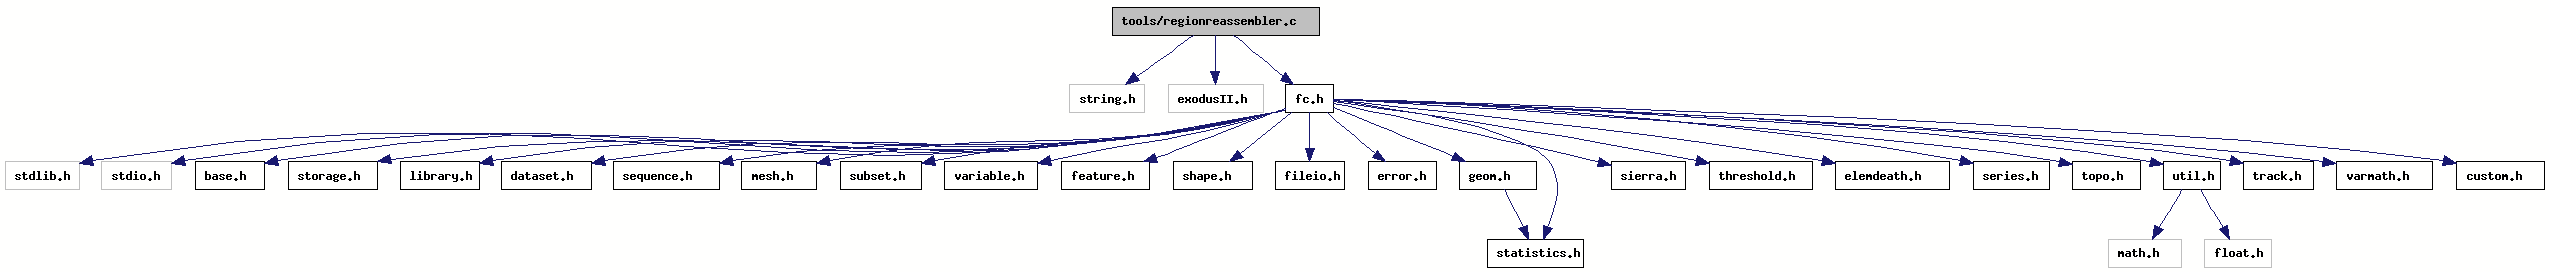 tools/regionreassembler.c
string.h
exodusII.h
fc.h
stdlib.h
stdio.h
base.h
storage.h
library.h
dataset.h
sequence.h
mesh.h
subset.h
variable.h
feature.h
shape.h
fileio.h
error.h
geom.h
sierra.h
threshold.h
elemdeath.h
series.h
topo.h
util.h
track.h
varmath.h
custom.h
statistics.h
math.h
float.h